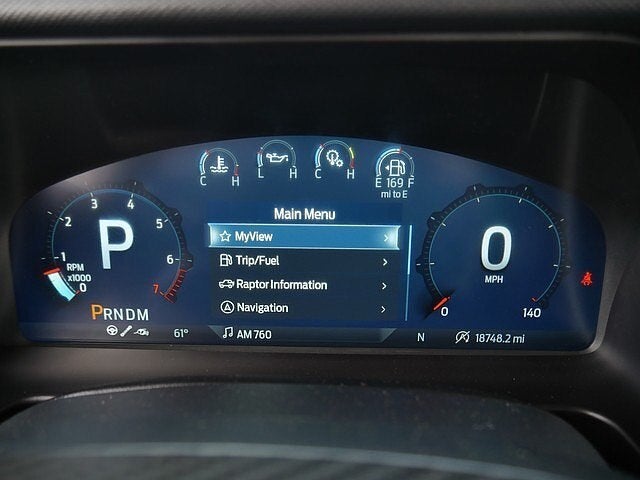 C H
L H
C H
E 169 F
mi to E
1 2 3 4 5 6 7
0
P
RPM
x1000
PRNDM
Main Menu
MyView
Trip/Fuel
Raptor Information
Navigation
0
MPH
0
140
61°
AM 760
N
18748.2 mi